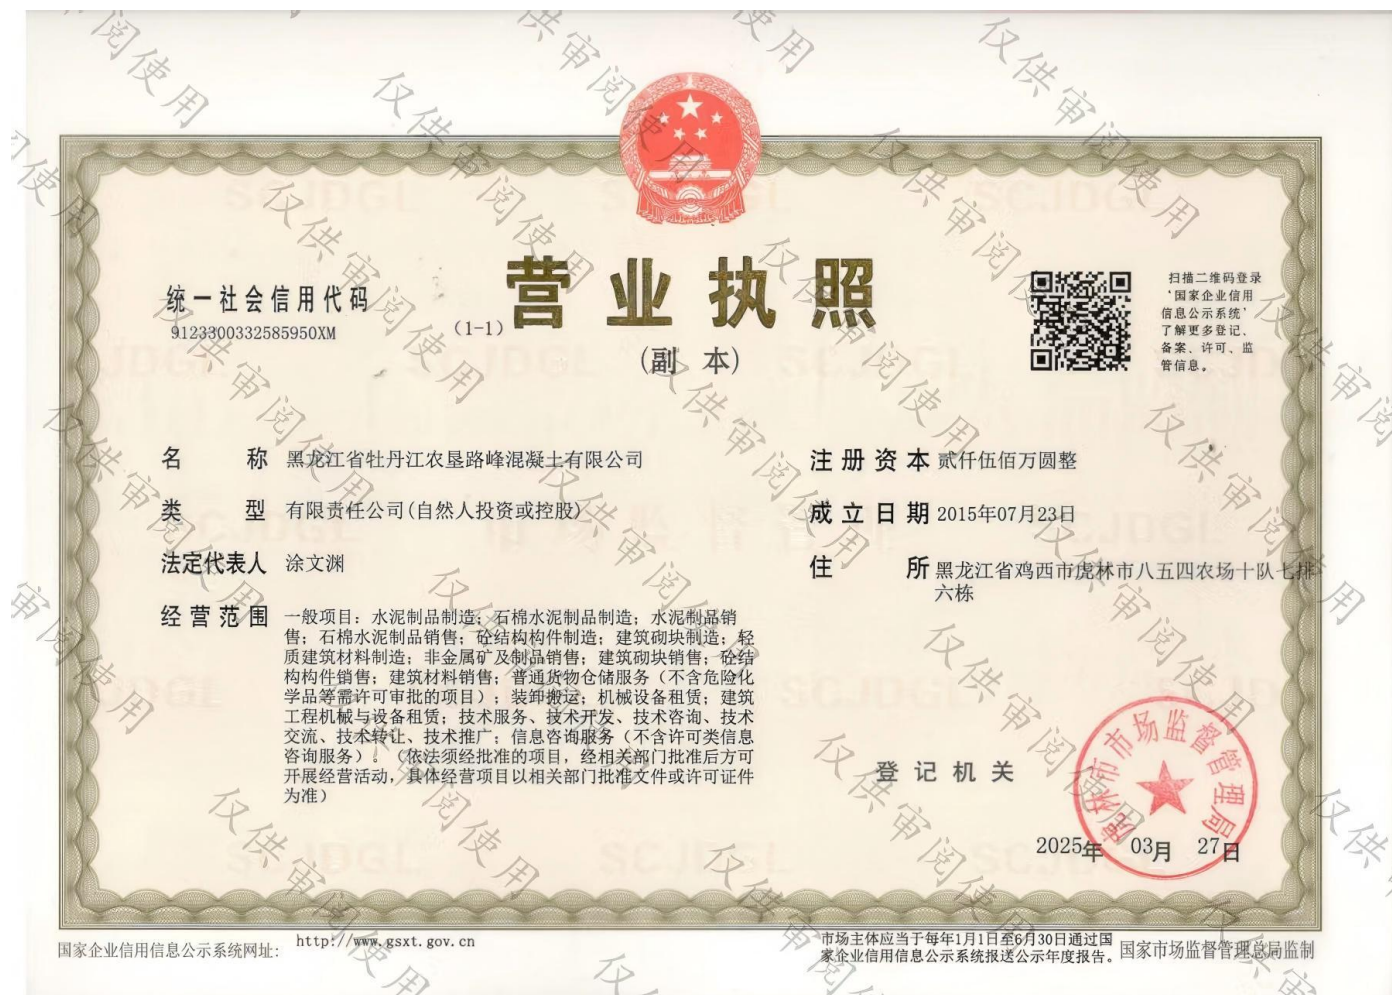 营业执照
(副 本)
(1-1)
统一社会信用代码
9123300332585950XM
扫描二维码登录
‘国家企业信用
信息公示系统’
了解更多登记、
备案、许可、监
管信息。
名 称 黑龙江省牡丹江农垦路峰混凝土有限公司
类 型 有限责任公司(自然人投资或控股)
法定代表人 涂文渊
经营范围 一般项目：水泥制品制造；石棉水泥制品制造；水泥制品销
售；石棉水泥制品销售；砼结构构件制造；建筑砌块制造；轻
质建筑材料制造；非金属矿及制品销售；建筑砌块销售；砼结
构构件销售；建筑材料销售；普通货物仓储服务（不含危险化
学品等需许可审批的项目）；装卸搬运；机械设备租赁；建筑
工程机械与设备租赁；技术服务、技术开发、技术咨询、技术
交流、技术转让、技术推广；信息咨询服务（不含许可类信息
咨询服务）。（依法须经批准的项目，经相关部门批准后方可
开展经营活动，具体经营项目以相关部门批准文件或许可证件
为准）
注册资本 贰仟伍佰万圆整
成立日期 2015年07月23日
住 所 黑龙江省鸡西市虎林市八五四农场十队七排
六栋
登记机关
虎林市市场监督管理局
2025年 03月 27日
国家企业信用信息公示系统网址：
http://www.gsxt.gov.cn
市场主体应当于每年1月1日至6月30日通过国
家企业信用信息公示系统报送公示年度报告。
国家市场监督管理总局监制
仅供审阅使用
SCJDGL